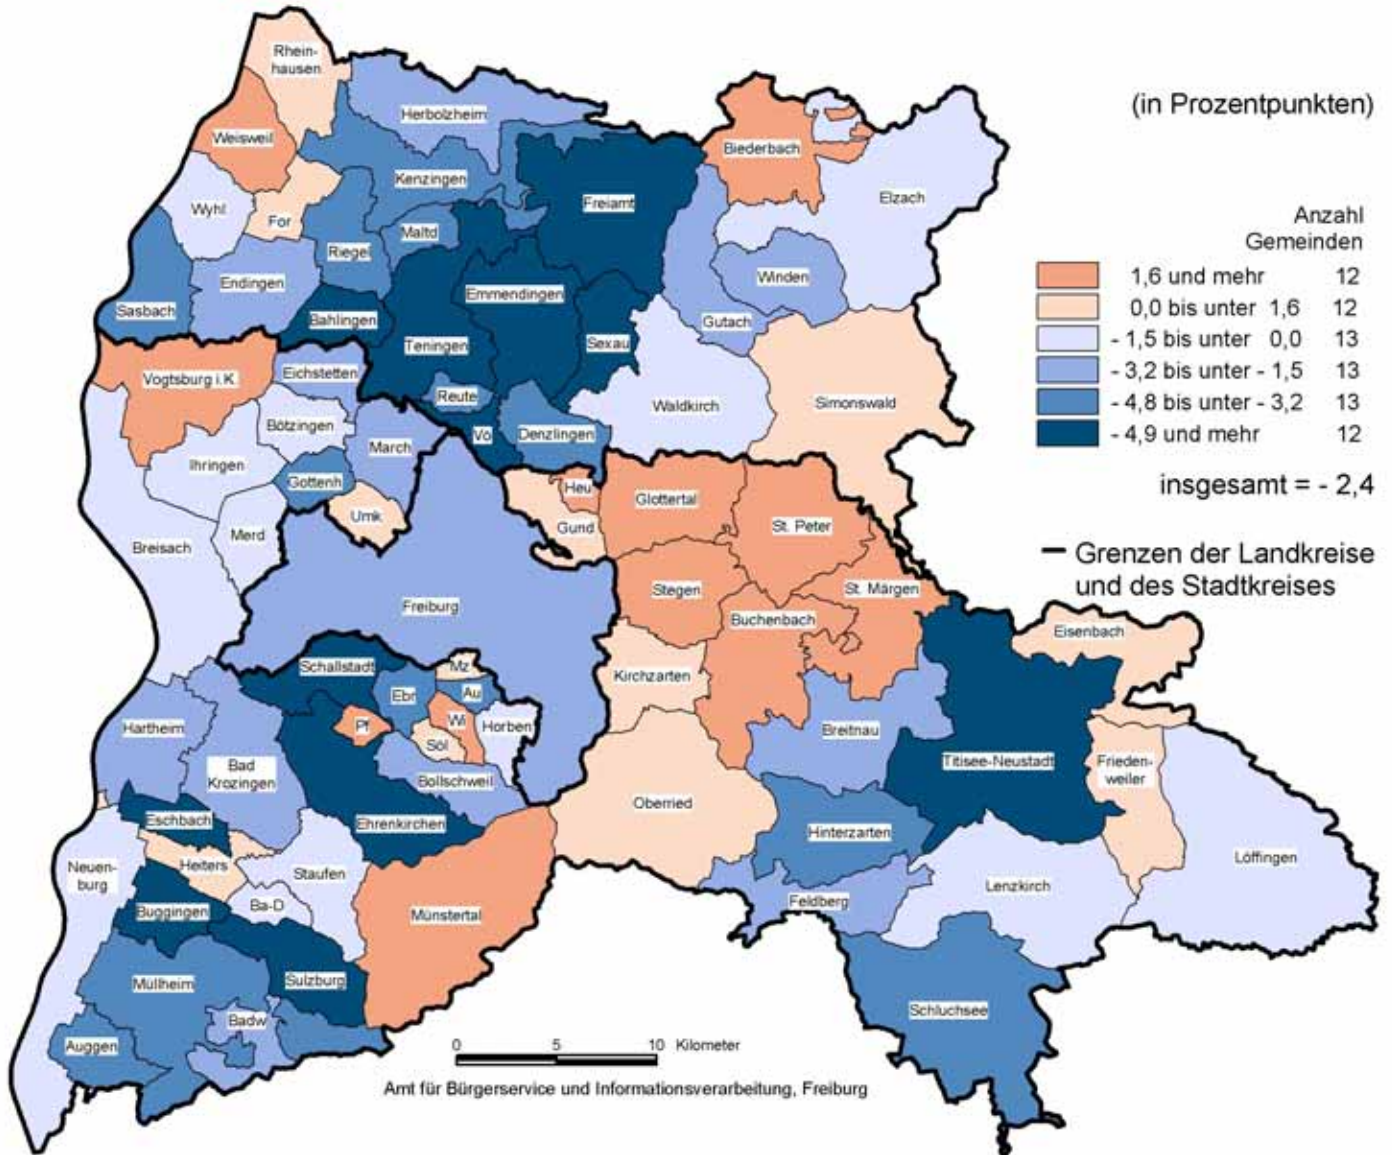 Rhein-
hausen
Herbolzheim
(in Prozentpunkten)
Weisweil
Biederbach
Kenzingen
Elzach
Freiamt
Wyhl
For
Maltd
Riegel
Anzahl
Gemeinden
Winden
1,6 und mehr 12
Endingen
Emmendingen
0,0 bis unter 1,6 12
Sasbach
Bahlingen
Gutach
- 1,5 bis unter 0,0 13
Teningen
Sexau
- 3,2 bis unter - 1,5 13
Vogtsburg i.K.
Eichstetten
Reute
Waldkirch
Simonswald
- 4,8 bis unter - 3,2 13
Bötzingen
Vö
Denzlingen
- 4,9 und mehr 12
March
Ihringen
Gottenh
Heu
Glottertal
insgesamt = - 2,4
Umk
Gund
St. Peter
Merd
Breisach
Grenzen der Landkreise
und des Stadtkreises
Stegen
St. Märgen
Freiburg
Buchenbach
Eisenbach
Schallstadt
Mz
Kirchzarten
Ebr
Au
Hartheim
Pf
Wi
Horben
Breitnau
Söl
Titisee-Neustadt
Frieden-
weiler
Bad
Krozingen
Bollschweil
Oberried
Eschbach
Ehrenkirchen
Hinterzarten
Löffingen
Neuen-
burg
Heiters
Staufen
Lenzkirch
Ba-D
Feldberg
Buggingen
Münstertal
Müllheim
Sulzburg
Schluchsee
Badw
Auggen
0 5 10 Kilometer
Amt für Bürgerservice und Informationsverarbeitung, Freiburg